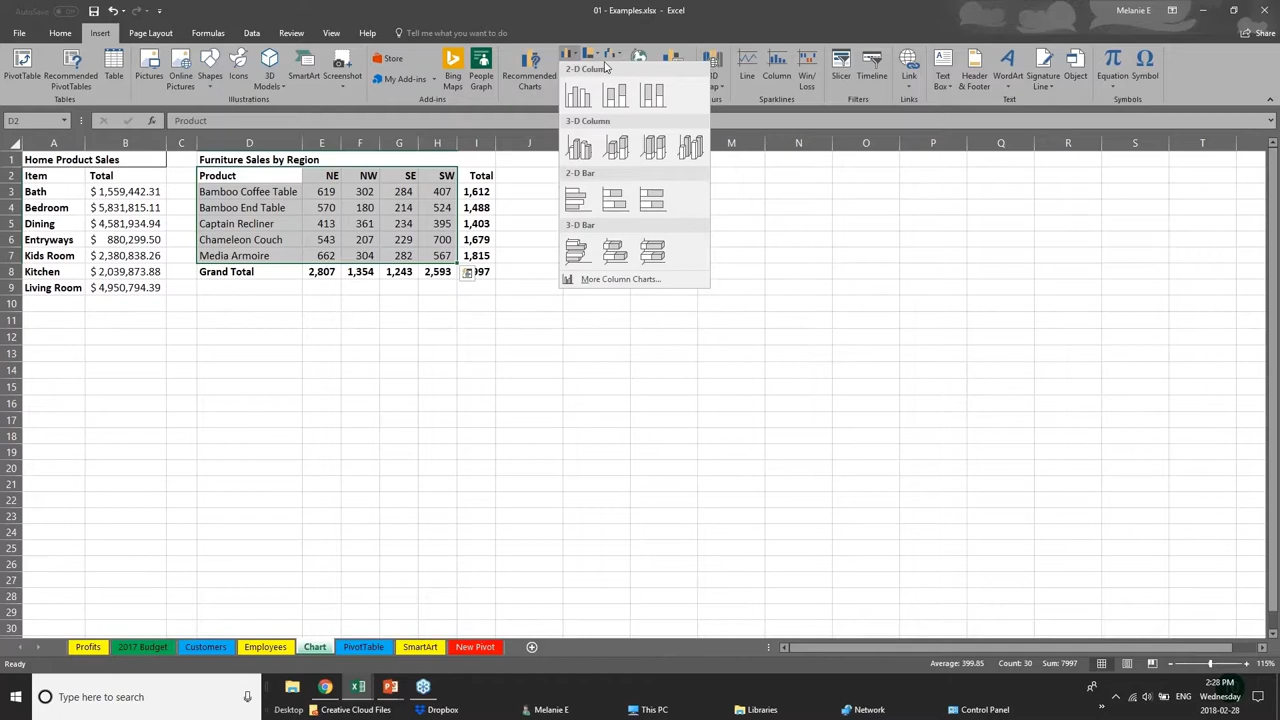 AutoSave Off
01 - Examples.xlsx - Excel
Melanie E
File Home Insert Page Layout Formulas Data Review View Help Tell me what you want to do Share
PivotTable Recommended PivotTables Table Pictures Online Pictures Shapes Icons 3D Models SmartArt Screenshot Store My Add-ins Bing Maps People Graph Recommended Charts Line Column Win/Loss Slicer Timeline Link Text Box Header & Footer WordArt Signature Line Object Equation Symbol
Tables Illustrations Add-ins Sparklines Filters Links Text Symbols
D2 Product
2-D Column
3-D Column
2-D Bar
3-D Bar
More Column Charts...
A B C D E F G H I J M N O P Q R S T
1 Home Product Sales Furniture Sales by Region
2 Item Total Product NE NW SE SW Total
3 Bath $ 1,559,442.31 Bamboo Coffee Table 619 302 284 407 1,612
4 Bedroom $ 5,831,815.11 Bamboo End Table 570 180 214 524 1,488
5 Dining $ 4,581,934.94 Captain Recliner 413 361 234 395 1,403
6 Entryways $ 880,299.50 Chameleon Couch 543 207 229 700 1,679
7 Kids Room $ 2,380,838.26 Media Armoire 662 304 282 567 1,815
8 Kitchen $ 2,039,873.88 Grand Total 2,807 1,354 1,243 2,593 997
9 Living Room $ 4,950,794.39
10
11
12
13
14
15
16
17
18
19
20
21
22
23
24
25
26
27
28
29
30
Profits 2017 Budget Customers Employees Chart PivotTable SmartArt New Pivot
Ready Average: 399.85 Count: 30 Sum: 7997 115%
Type here to search
Desktop Creative Cloud Files Dropbox Melanie E This PC Libraries Network Control Panel
ENG
2:28 PM
Wednesday
2018-02-28